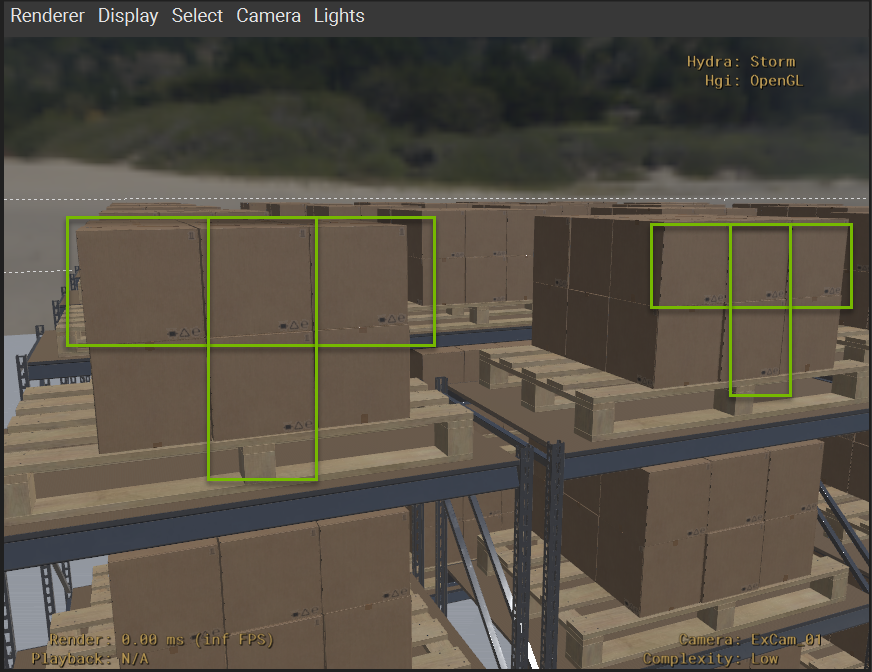 Renderer Display Select Camera Lights
Hydra: Storm
Hgi: OpenGL
Render: 0.00 ms (inf FPS)
Playback: N/A
Camera: ExCam_01
Complexity: Low